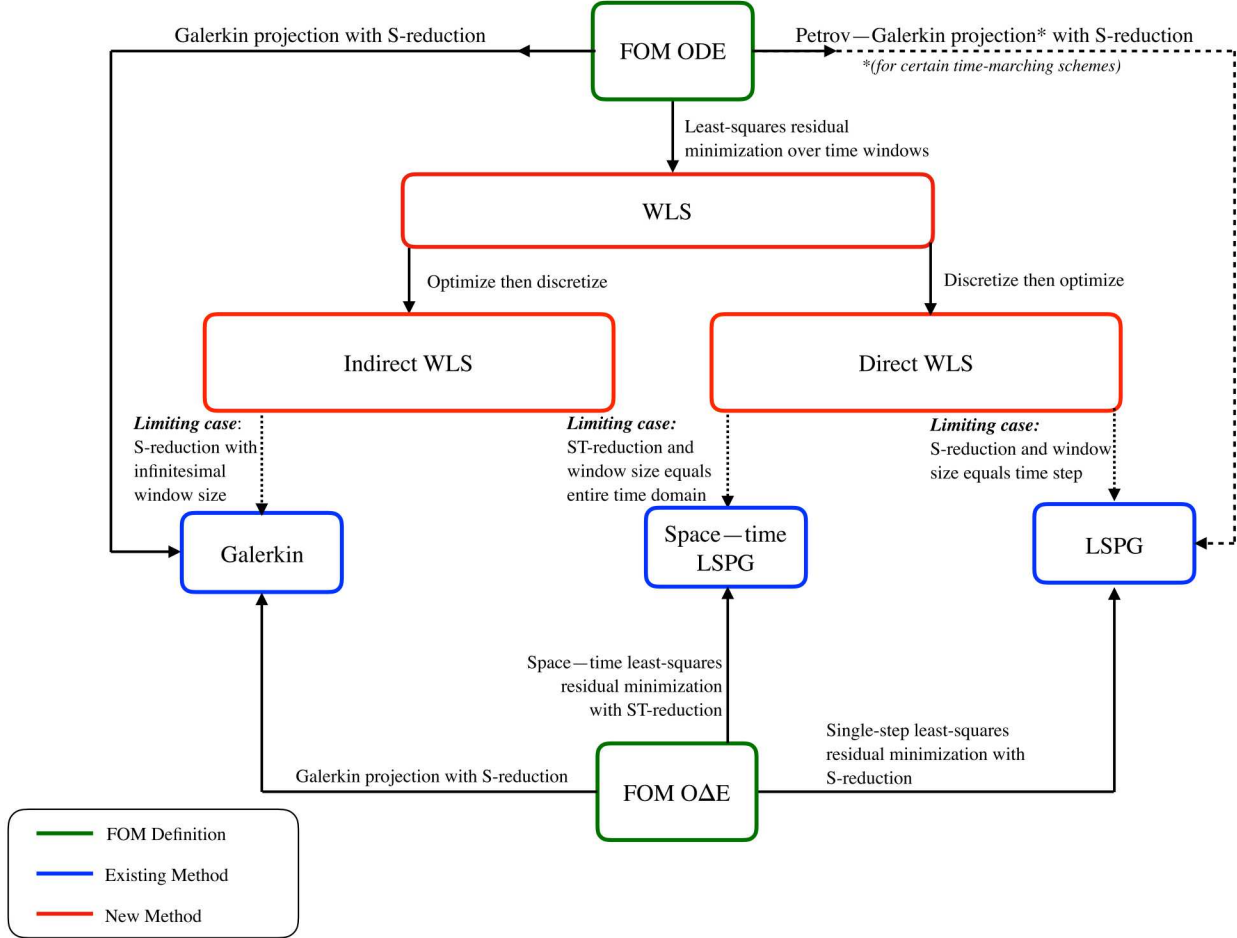 Galerkin projection with S-reduction
FOM ODE
Petrov—Galerkin projection* with S-reduction
*(for certain time-marching schemes)
Least-squares residual
minimization over time windows
WLS
Optimize then discretize
Discretize then optimize
Indirect WLS
Direct WLS
Limiting case:
S-reduction with
infinitesimal
window size
Limiting case:
ST-reduction and
window size equals
entire time domain
Limiting case:
S-reduction and window
size equals time step
Galerkin
Space—time
LSPG
LSPG
Space—time least-squares
residual minimization
with ST-reduction
Single-step least-squares
residual minimization with
S-reduction
Galerkin projection with S-reduction
FOM OΔE
FOM Definition
Existing Method
New Method